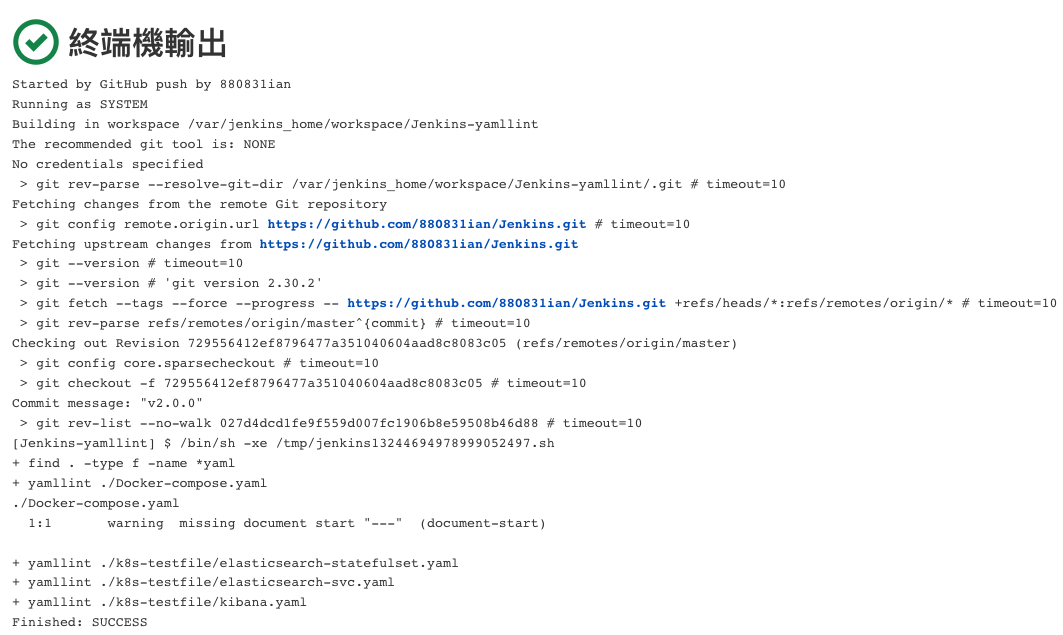 終端機輸出
Started by GitHub push by 880831ian
Running as SYSTEM
Building in workspace /var/jenkins_home/workspace/Jenkins-yamllint
The recommended git tool is: NONE
No credentials specified
 > git rev-parse --resolve-git-dir /var/jenkins_home/workspace/Jenkins-yamllint/.git # timeout=10
Fetching changes from the remote Git repository
 > git config remote.origin.url https://github.com/880831ian/Jenkins.git # timeout=10
Fetching upstream changes from https://github.com/880831ian/Jenkins.git
 > git --version # timeout=10
 > git --version # 'git version 2.30.2'
 > git fetch --tags --force --progress -- https://github.com/880831ian/Jenkins.git +refs/heads/*:refs/remotes/origin/* # timeout=10
 > git rev-parse refs/remotes/origin/master^{commit} # timeout=10
Checking out Revision 729556412ef8796477a351040604aad8c8083c05 (refs/remotes/origin/master)
 > git config core.sparsecheckout # timeout=10
 > git checkout -f 729556412ef8796477a351040604aad8c8083c05 # timeout=10
Commit message: "v2.0.0"
 > git rev-list --no-walk 027d4dcd1fe9f559d007fc1906b8e59508b46d88 # timeout=10
[Jenkins-yamllint] $ /bin/sh -xe /tmp/jenkins13244694978999052497.sh
+ find . -type f -name *yaml
+ yamllint ./Docker-compose.yaml
./Docker-compose.yaml
  1:1       warning  missing document start "---"  (document-start)
+ yamllint ./k8s-testfile/elasticsearch-statefulset.yaml
+ yamllint ./k8s-testfile/elasticsearch-svc.yaml
+ yamllint ./k8s-testfile/kibana.yaml
Finished: SUCCESS